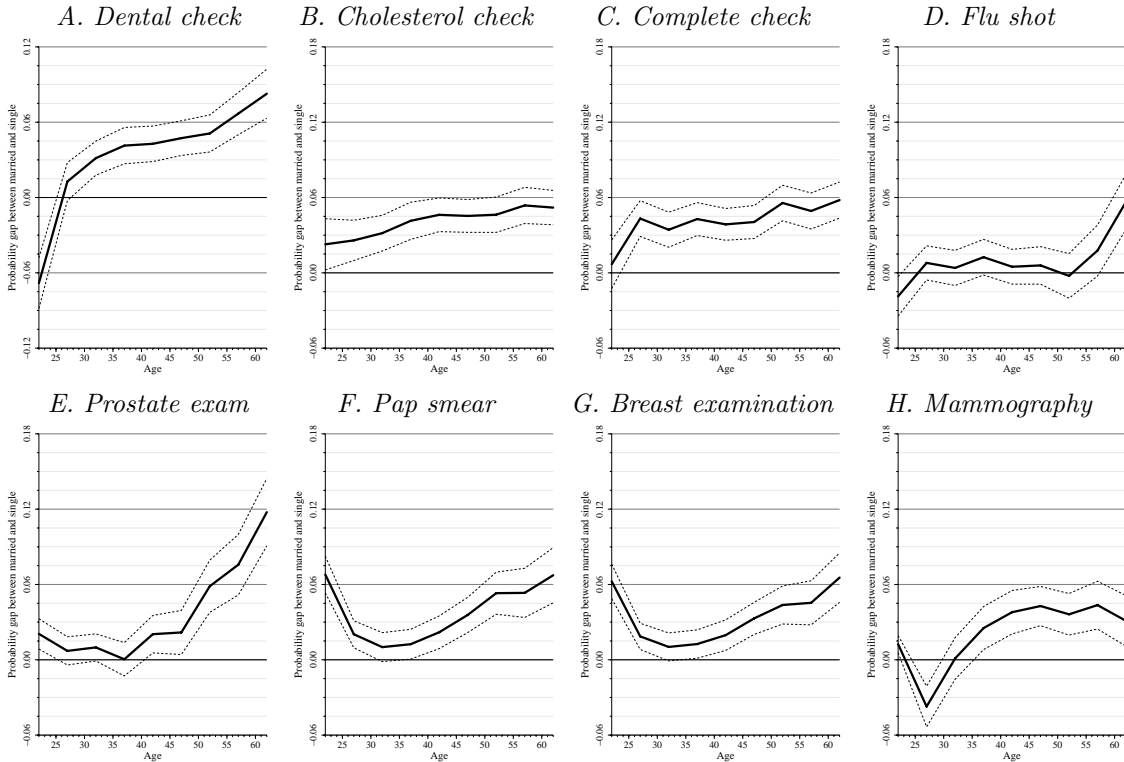 A. Dental check
B. Cholesterol check
C. Complete check
D. Flu shot
Probability gap between married and single
−0.12 −0.06 0.00 0.06 0.12
25 30 35 40 45 50 55 60
Age
Probability gap between married and single
−0.06 0.00 0.06 0.12 0.18
25 30 35 40 45 50 55 60
Age
Probability gap between married and single
−0.06 0.00 0.06 0.12 0.18
25 30 35 40 45 50 55 60
Age
Probability gap between married and single
−0.06 0.00 0.06 0.12 0.18
25 30 35 40 45 50 55 60
Age
E. Prostate exam
F. Pap smear
G. Breast examination
H. Mammography
Probability gap between married and single
−0.06 0.00 0.06 0.12 0.18
25 30 35 40 45 50 55 60
Age
Probability gap between married and single
−0.06 0.00 0.06 0.12 0.18
25 30 35 40 45 50 55 60
Age
Probability gap between married and single
−0.06 0.00 0.06 0.12 0.18
25 30 35 40 45 50 55 60
Age
Probability gap between married and single
−0.06 0.00 0.06 0.12 0.18
25 30 35 40 45 50 55 60
Age